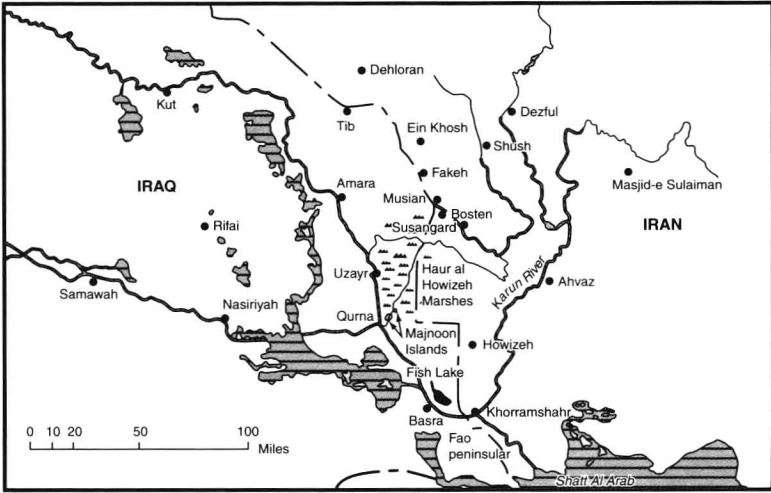 Dehloran
Kut
Tib
Dezful
Ein Khosh
Shush
IRAQ
Amara
Fakeh
Masjid-e Sulaiman
Musian
Bosten
Rifai
Susangard
IRAN
Uzayr
Haur al
Howizeh
Marshes
Karun River
Ahvaz
Samawah
Nasiriyah
Qurna
Majnoon
Islands
Howizeh
Fish Lake
Basra
Khorramshahr
0 10 20 50 100
Miles
Fao
peninsular
Shatt Al Arab